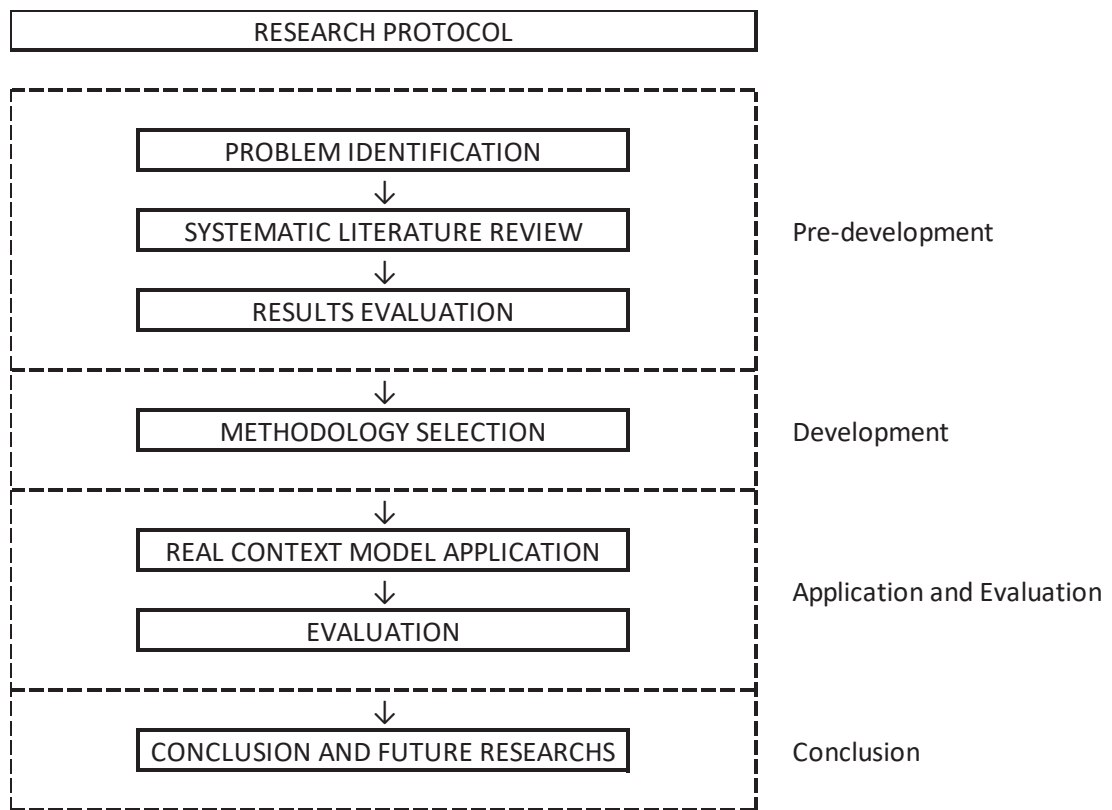 RESEARCH PROTOCOL
PROBLEM IDENTIFICATION
SYSTEMATIC LITERATURE REVIEW
Pre-development
RESULTS EVALUATION
METHODOLOGY SELECTION
Development
REAL CONTEXT MODEL APPLICATION
Application and Evaluation
EVALUATION
CONCLUSION AND FUTURE RESEARCHS
Conclusion